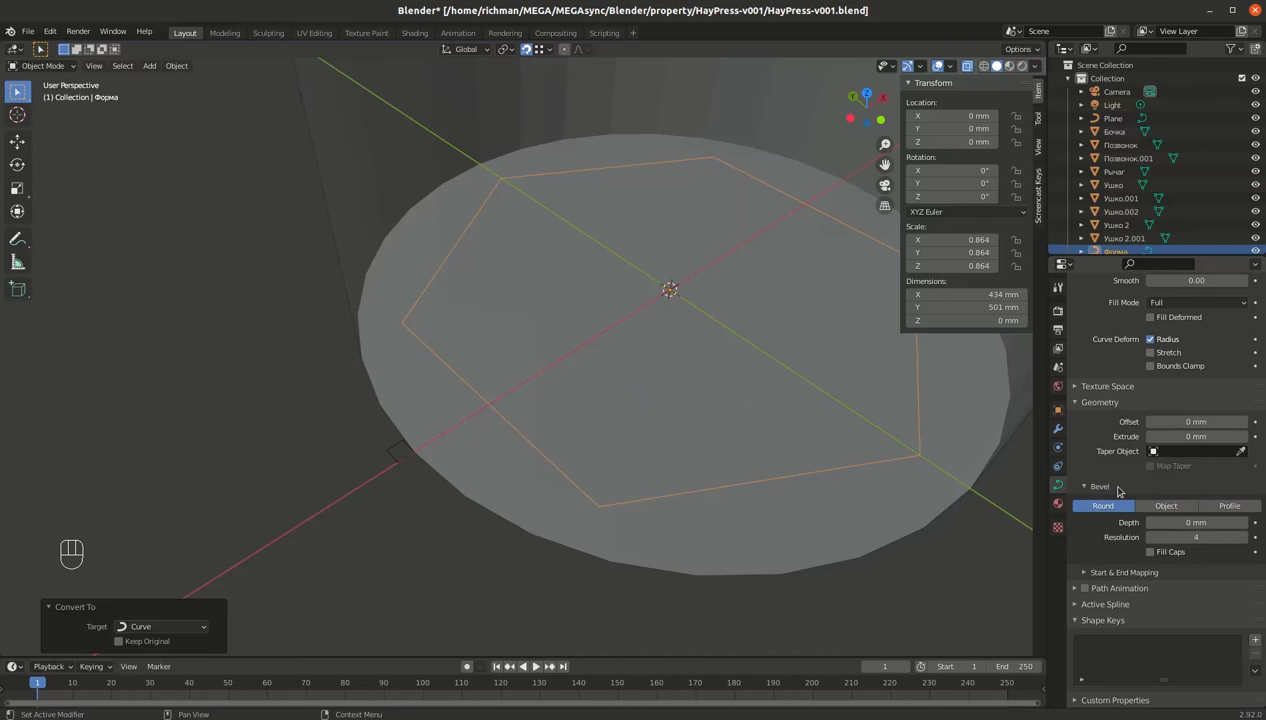 Blender* [/home/richman/MEGA/MEGAsync/Blender/property/HayPress-v001/HayPress-v001.blend]
File Edit Render Window Help Layout Modeling Sculpting UV Editing Texture Paint Shading Animation Rendering Compositing Scripting Scene View Layer
Global Options
Object Mode View Select Add Object
User Perspective
(1) Collection | Форма
Z
Y
X
Transform
Location:
X 0 mm
Y 0 mm
Z 0 mm
Rotation:
X 0°
Y 0°
Z 0°
XYZ Euler
Scale:
X 0.864
Y 0.864
Z 0.864
Dimensions:
X 434 mm
Y 501 mm
Z 0 mm
Item
Tool
View
Screencast Keys
Scene Collection
Collection
Camera
Light
Plane
Бочка
Позвонок
Позвонок.001
Рычаг
Ушко
Ушко.001
Ушко.002
Ушко 2
Ушко 2.001
Форма
Smooth 0.00
Fill Mode Full
Fill Deformed
Curve Deform Radius
Stretch
Bounds Clamp
Texture Space
Geometry
Offset 0 mm
Extrude 0 mm
Taper Object
Map Taper
Bevel
Round Object Profile
Depth 0 mm
Resolution 4
Fill Caps
Start & End Mapping
Path Animation
Active Spline
Shape Keys
Custom Properties
Convert To
Target Curve
Keep Original
Playback Keying View Marker 1 Start 1 End 250
1 10 20 30 40 50 60 70 80 90 100 110 120 130 140 150 160 170 180 190 200 210 220 230 240 250
Set Active Modifier Pan View Context Menu 2.92.0